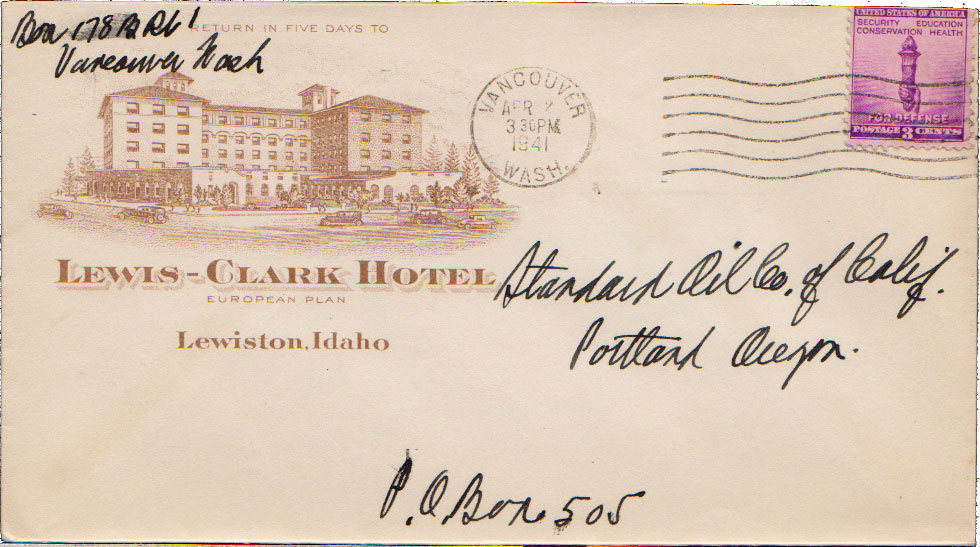 Box 178 B Rt 1
RETURN IN FIVE DAYS TO
Vancouver Wash
LEWIS-CLARK HOTEL
EUROPEAN PLAN
Lewiston, Idaho
VANCOUVER
APR 7
3 30 PM
1941
WASH.
UNITED STATES OF AMERICA
SECURITY EDUCATION
CONSERVATION HEALTH
FOR DEFENSE
POSTAGE 3 CENTS
Standard Oil Co. of Calif.
Portland Oregon.
P.O Box 505